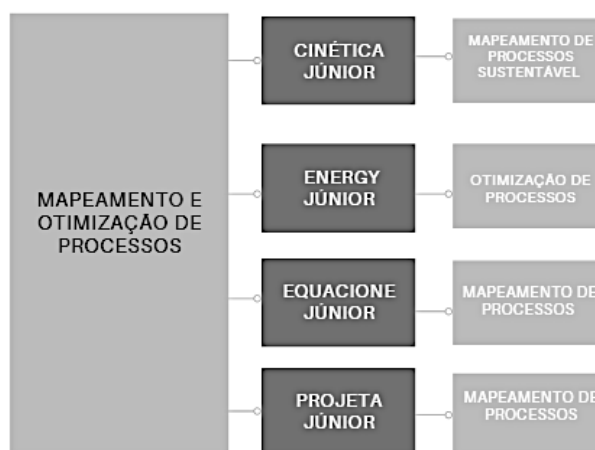 MAPEAMENTO E
OTIMIZAÇÃO DE
PROCESSOS
CINÉTICA
JÚNIOR
MAPEAMENTO DE
PROCESSOS
SUSTENTÁVEL
ENERGY
JÚNIOR
OTIMIZAÇÃO DE
PROCESSOS
EQUACIONE
JÚNIOR
MAPEAMENTO DE
PROCESSOS
PROJETA
JÚNIOR
MAPEAMENTO DE
PROCESSOS